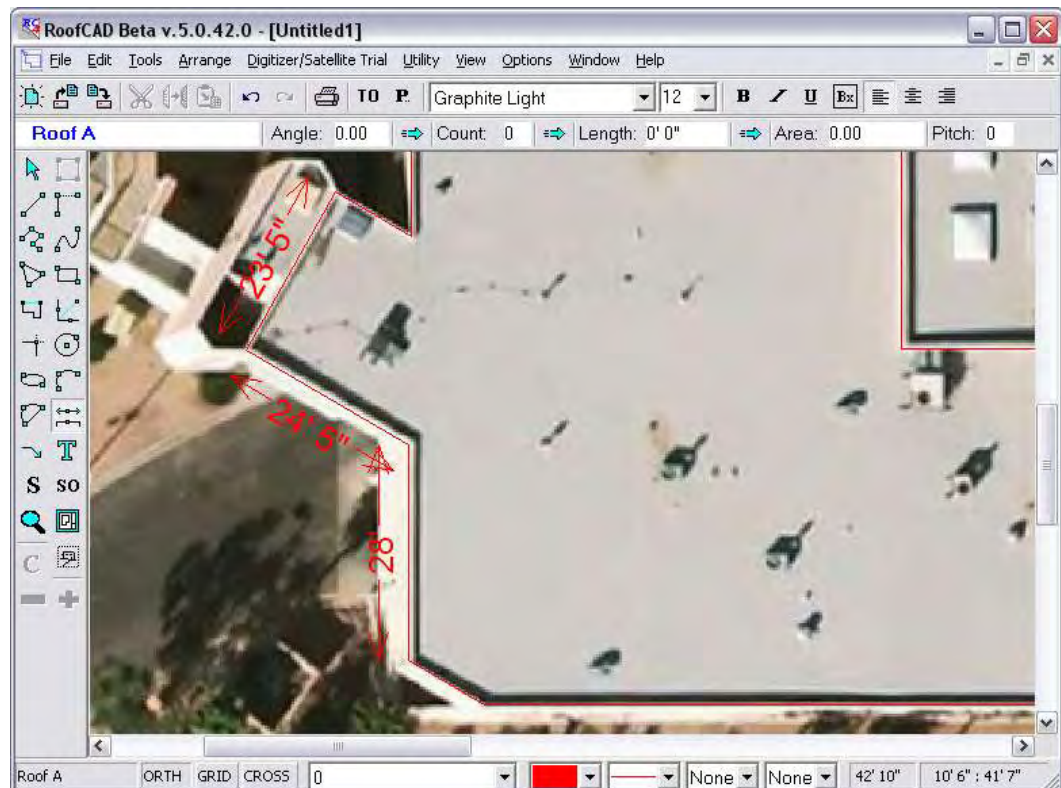 RoofCAD Beta v.5.0.42.0 - [Untitled1]
File Edit Tools Arrange Digitizer/Satellite Trial Utility View Options Window Help
TO P. Graphite Light 12 B I U Bx
Roof A Angle: 0.00 Count: 0 Length: 0' 0" Area: 0.00 Pitch: 0
23' 5"
24' 5"
28'
T
S SO
C
Roof A ORTH GRID CROSS 0 None None 42' 10" 10' 6" : 41' 7"